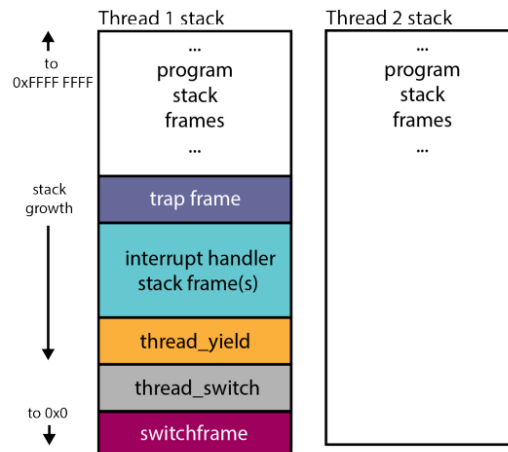 Thread 1 stack
Thread 2 stack
to
0xFFFF FFFF
...
program
stack
frames
...
...
program
stack
frames
...
stack
growth
trap frame
interrupt handler
stack frame(s)
thread_yield
thread_switch
to 0x0
switchframe